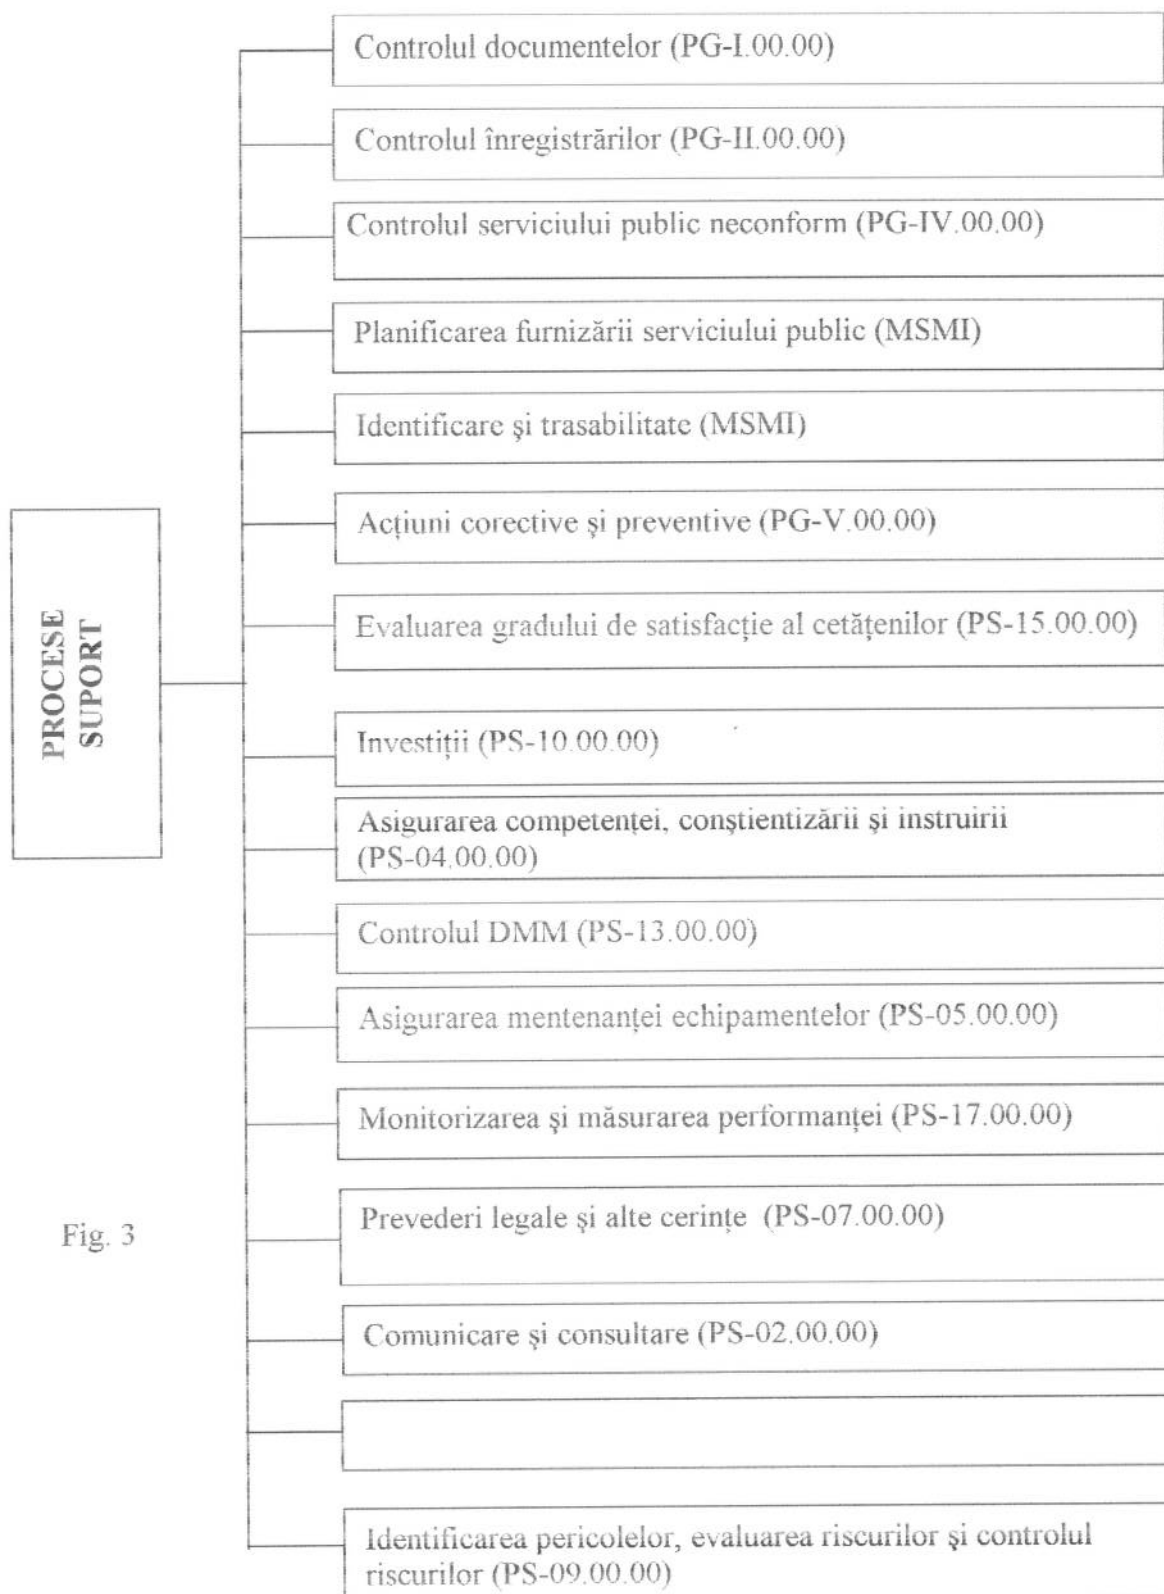 Controlul documentelor (PG-I.00.00)
Controlul înregistrărilor (PG-II.00.00)
Controlul serviciului public neconform (PG-IV.00.00)
Planificarea furnizării serviciului public (MSMI)
Identificare şi trasabilitate (MSMI)
Acţiuni corective şi preventive (PG-V.00.00)
Evaluarea gradului de satisfacţie al cetăţenilor (PS-15.00.00)
PROCESE
SUPORT
Investiţii (PS-10.00.00)
Asigurarea competenţei, conştientizării şi instruirii
(PS-04.00.00)
Controlul DMM (PS-13.00.00)
Asigurarea mentenanţei echipamentelor (PS-05.00.00)
Monitorizarea şi măsurarea performanţei (PS-17.00.00)
Prevederi legale şi alte cerinţe (PS-07.00.00)
Fig. 3
Comunicare şi consultare (PS-02.00.00)
Identificarea pericolelor, evaluarea riscurilor şi controlul
riscurilor (PS-09.00.00)